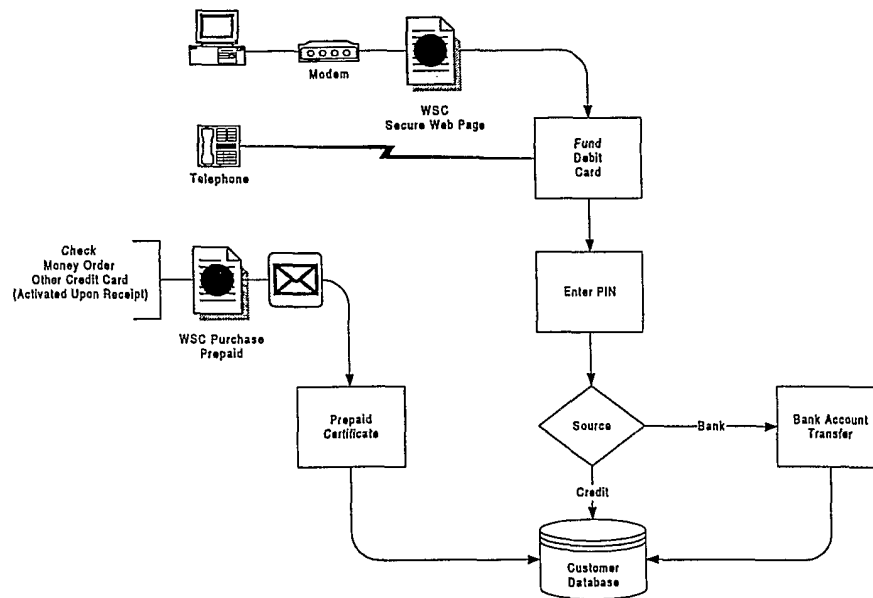 Modem
WSC
Secure Web Page
Telephone
Fund
Debit
Card
Check
Money Order
Other Credit Card
(Activated Upon Receipt)
WSC Purchase
Prepaid
Enter PIN
Prepaid
Certificate
Source
Bank
Bank Account
Transfer
Credit
Customer
Database